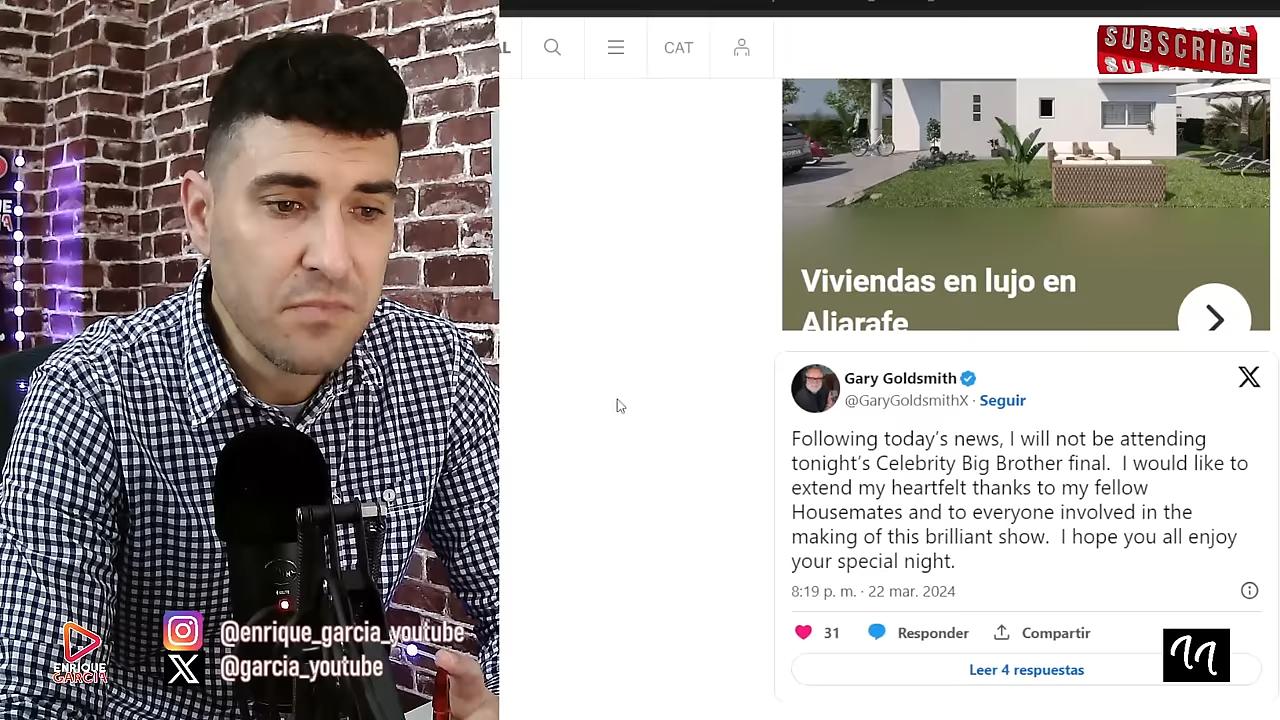 AL
CAT
SUBSCRIBE
Viviendas en lujo en
Aljarafe
Gary Goldsmith
@GaryGoldsmithX · Seguir
Following today's news, I will not be attending
tonight's Celebrity Big Brother final.  I would like to
extend my heartfelt thanks to my fellow
Housemates and to everyone involved in the
making of this brilliant show.  I hope you all enjoy
your special night.
8:19 p. m. · 22 mar. 2024
31
Responder
Compartir
Leer 4 respuestas
@enrique_garcia_youtube
@garcia_youtube
ENRIQUE
GARCIA